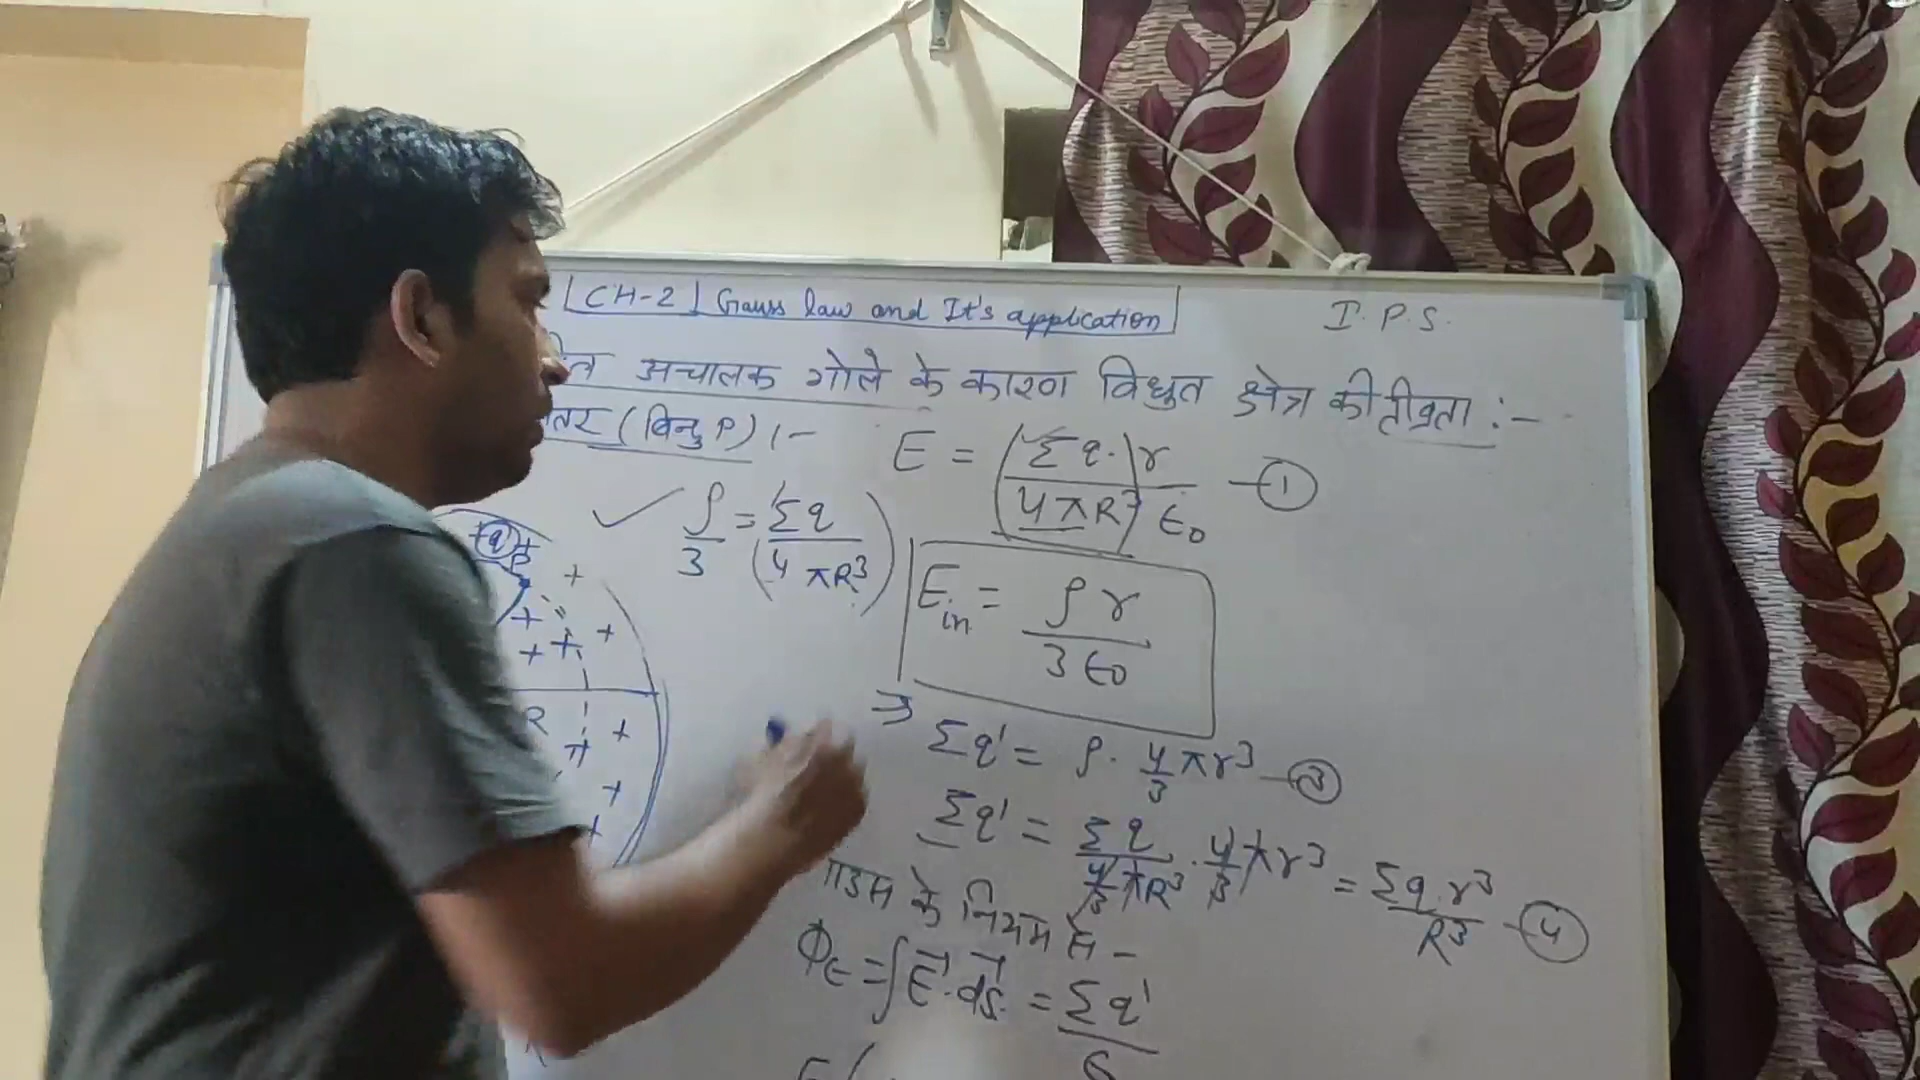 CH-2 Gauss law and It's application
I.P.S.
अचालक गोले के कारण विधुत क्षेत्र की तीव्रता :-
(बिन्दु P) :-
E = (Σq.)r / (4πR³) ϵ₀ — ①
ρ/3 = Σq / (4πR³)
E_in = ρr / 3ϵ₀
+q
R
⇒ Σq' = ρ. 4/3 πr³ — ③
Σq' = Σq / (4/3 πR³) . 4/3 πr³ = Σq.r³ / R³ — ④
के नियम से -
ϕ_E = ∫E⃗.ds⃗ = Σq'